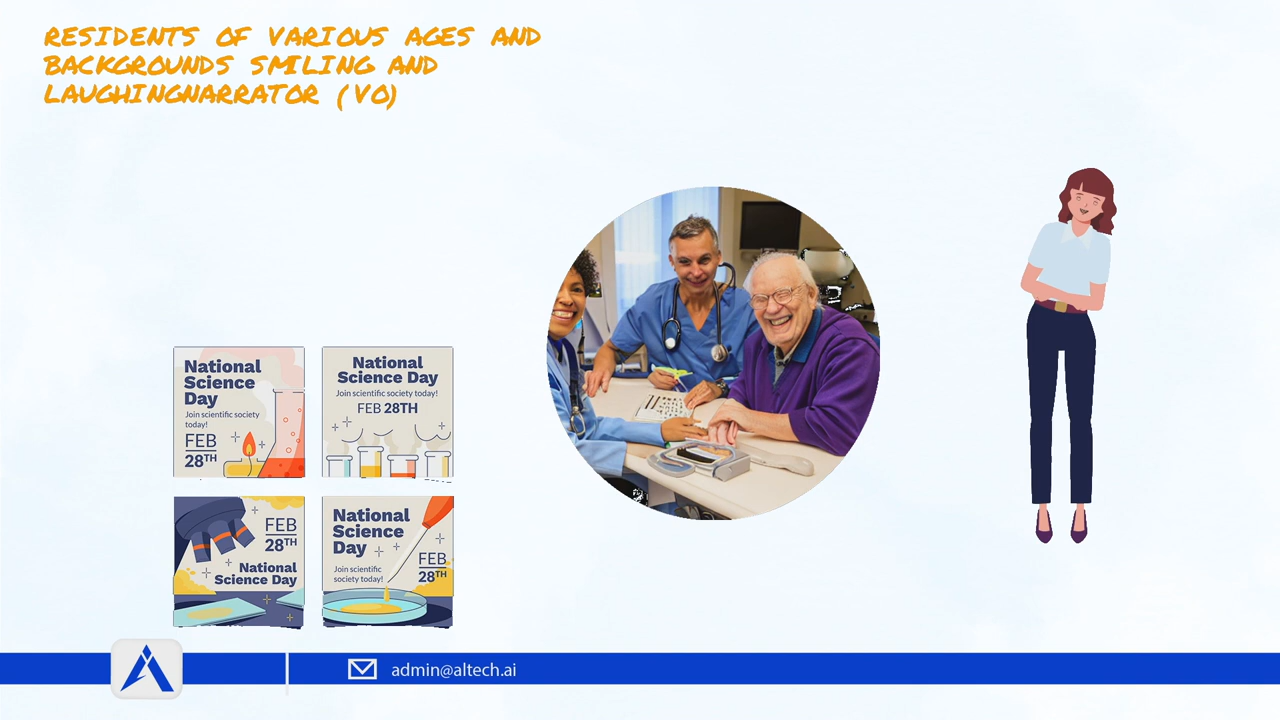 RESIDENTS OF VARIOUS AGES AND
BACKGROUNDS SMILING AND
LAUGHINGNARRATOR (VO)
National
Science
Day
Join scientific society
today!
FEB
28TH
National
Science Day
Join scientific society today!
FEB 28TH
FEB
28TH
National
Science Day
National
Science
Day
Join scientific
society today!
FEB
28TH
admin@altech.ai